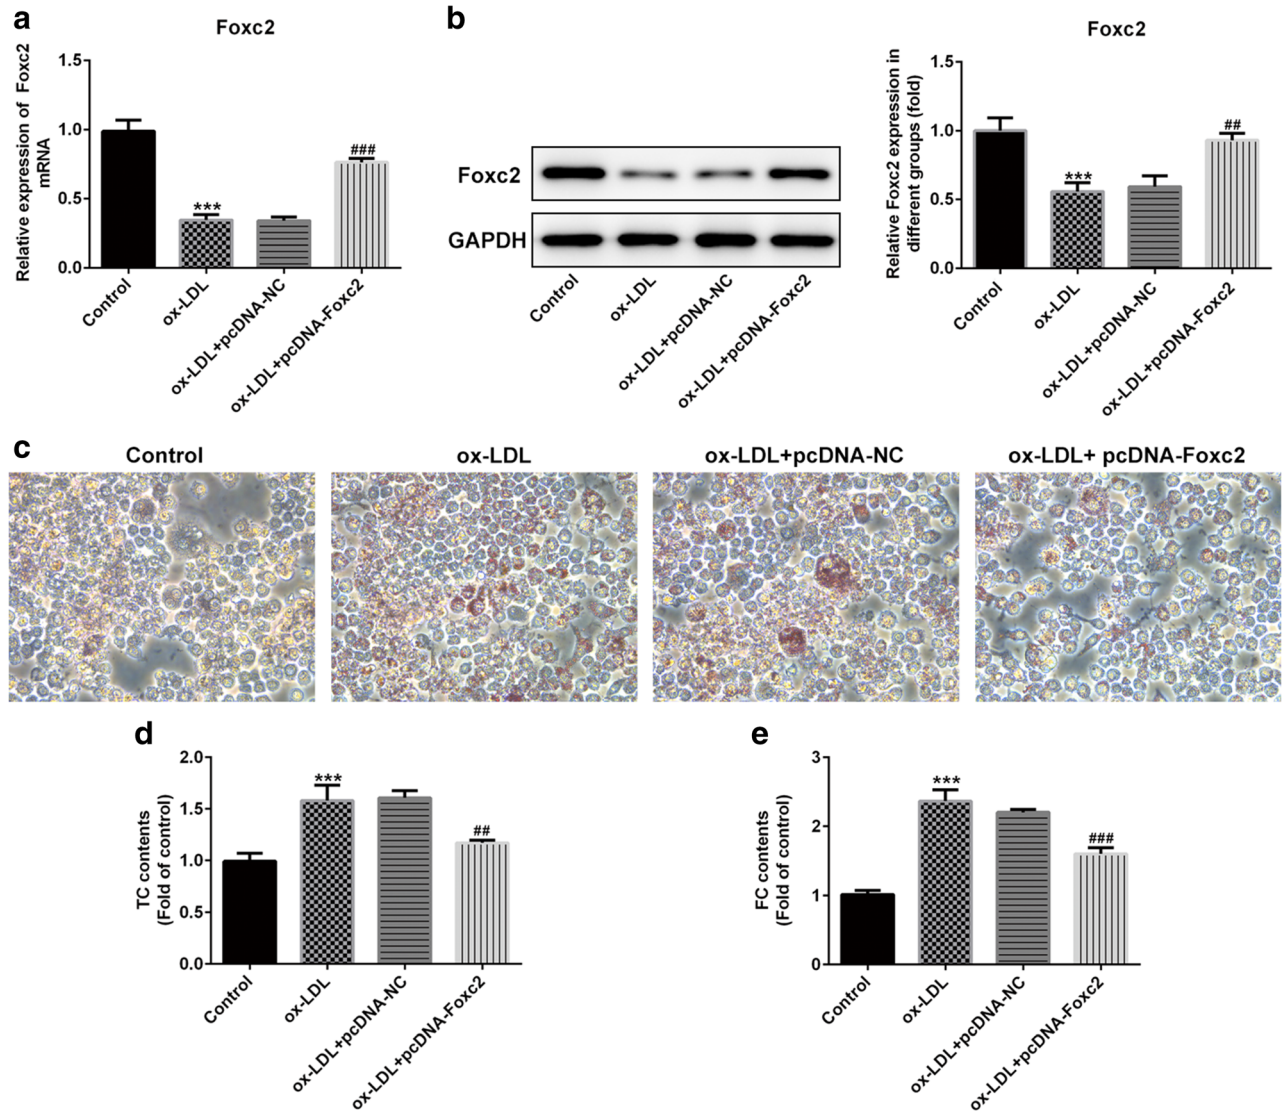 a
Foxc2
Relative expression of Foxc2
mRNA
1.5
1.0
0.5
0.0
***
###
Control
ox-LDL
ox-LDL+pcDNA-NC
ox-LDL+pcDNA-Foxc2
b
Foxc2
GAPDH
Control
ox-LDL
ox-LDL+pcDNA-NC
ox-LDL+pcDNA-Foxc2
Foxc2
Relative Foxc2 expression in
different groups (fold)
1.5
1.0
0.5
0.0
***
##
Control
ox-LDL
ox-LDL+pcDNA-NC
ox-LDL+pcDNA-Foxc2
c
Control
ox-LDL
ox-LDL+pcDNA-NC
ox-LDL+ pcDNA-Foxc2
d
TC contents
(Fold of control)
2.0
1.5
1.0
0.5
0.0
***
##
Control
ox-LDL
ox-LDL+pcDNA-NC
ox-LDL+pcDNA-Foxc2
e
FC contents
(Fold of control)
3
2
1
0
***
###
Control
ox-LDL
ox-LDL+pcDNA-NC
ox-LDL+pcDNA-Foxc2